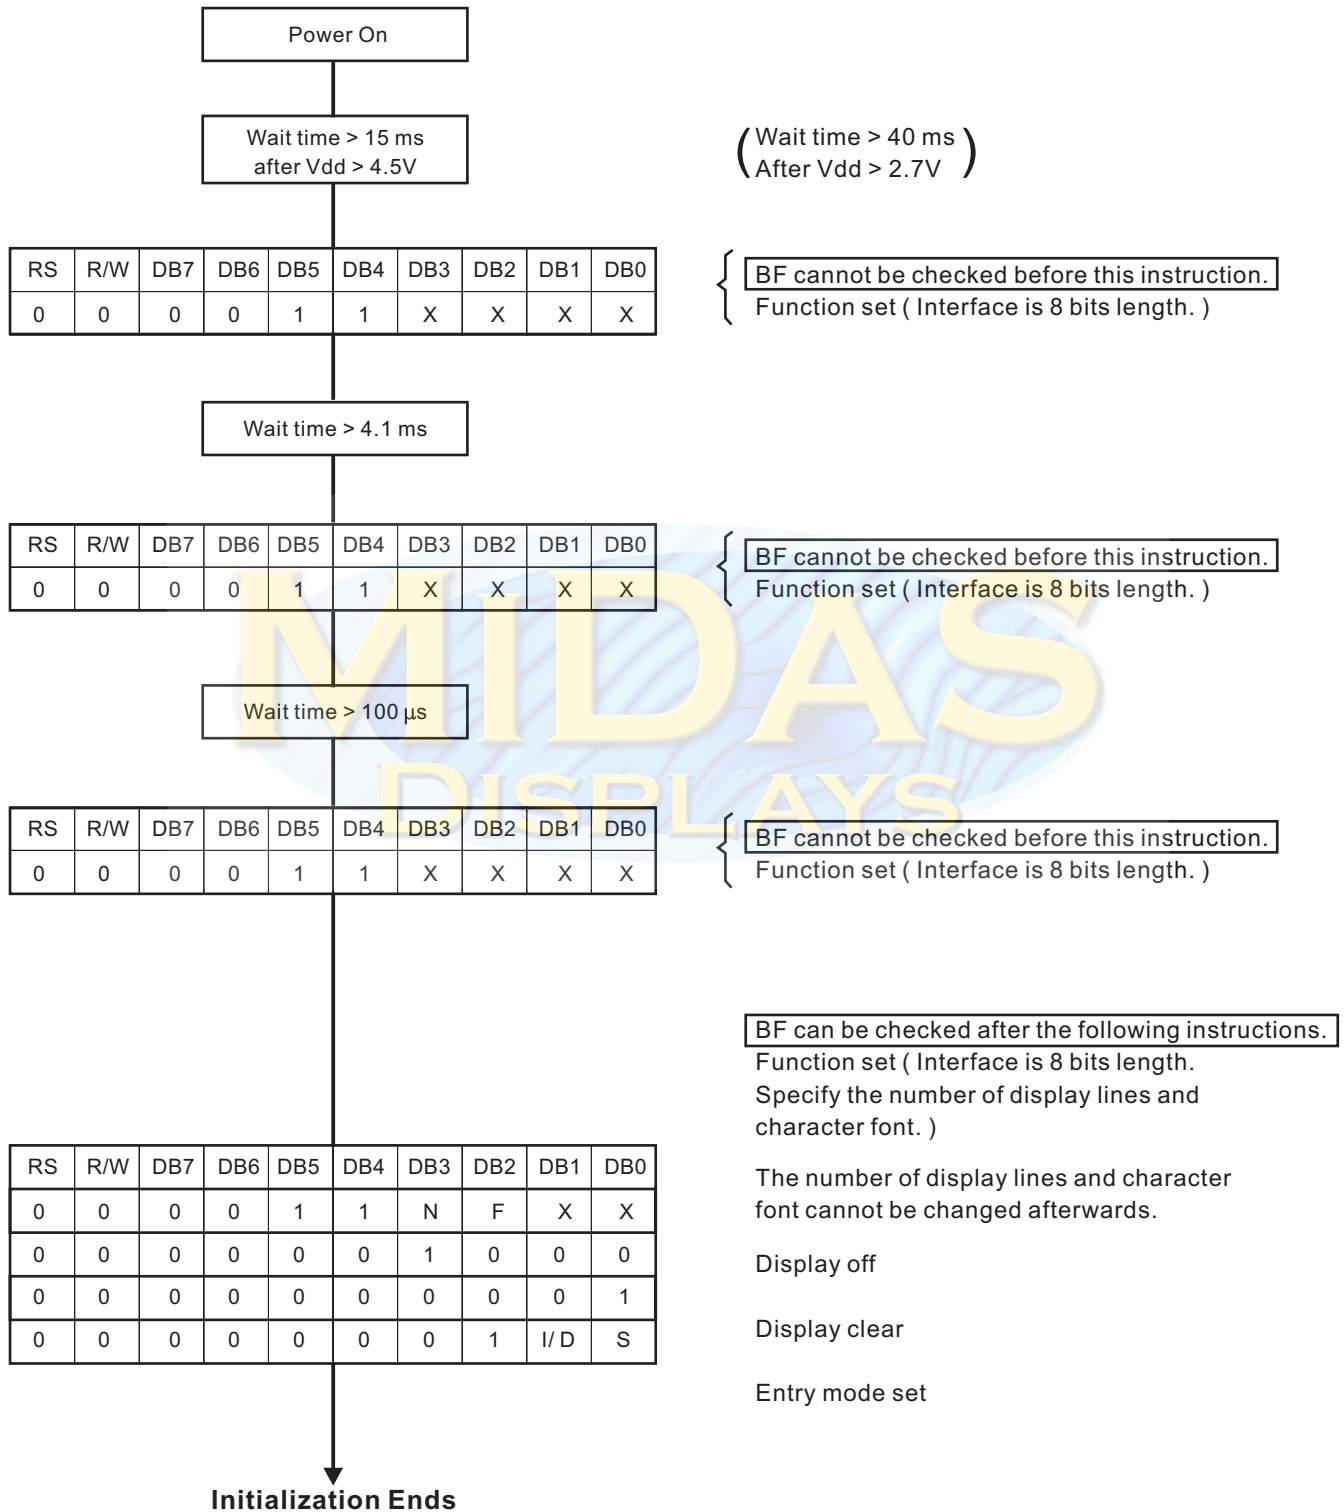 Power On
Wait time > 15 ms
after Vdd > 4.5V
(Wait time > 40 ms
After Vdd > 2.7V )
RS R/W DB7 DB6 DB5 DB4 DB3 DB2 DB1 DB0
0 0 0 0 1 1 X X X X
BF cannot be checked before this instruction.
Function set ( Interface is 8 bits length. )
Wait time > 4.1 ms
RS R/W DB7 DB6 DB5 DB4 DB3 DB2 DB1 DB0
0 0 0 0 1 1 X X X X
BF cannot be checked before this instruction.
Function set ( Interface is 8 bits length. )
Wait time > 100 µs
MIDAS
DISPLAYS
RS R/W DB7 DB6 DB5 DB4 DB3 DB2 DB1 DB0
0 0 0 0 1 1 X X X X
BF cannot be checked before this instruction.
Function set ( Interface is 8 bits length. )
BF can be checked after the following instructions.
Function set ( Interface is 8 bits length.
Specify the number of display lines and
character font. )
RS R/W DB7 DB6 DB5 DB4 DB3 DB2 DB1 DB0
0 0 0 0 1 1 N F X X
0 0 0 0 0 0 1 0 0 0
0 0 0 0 0 0 0 0 0 1
0 0 0 0 0 0 0 1 I/D S
The number of display lines and character
font cannot be changed afterwards.
Display off
Display clear
Entry mode set
Initialization Ends